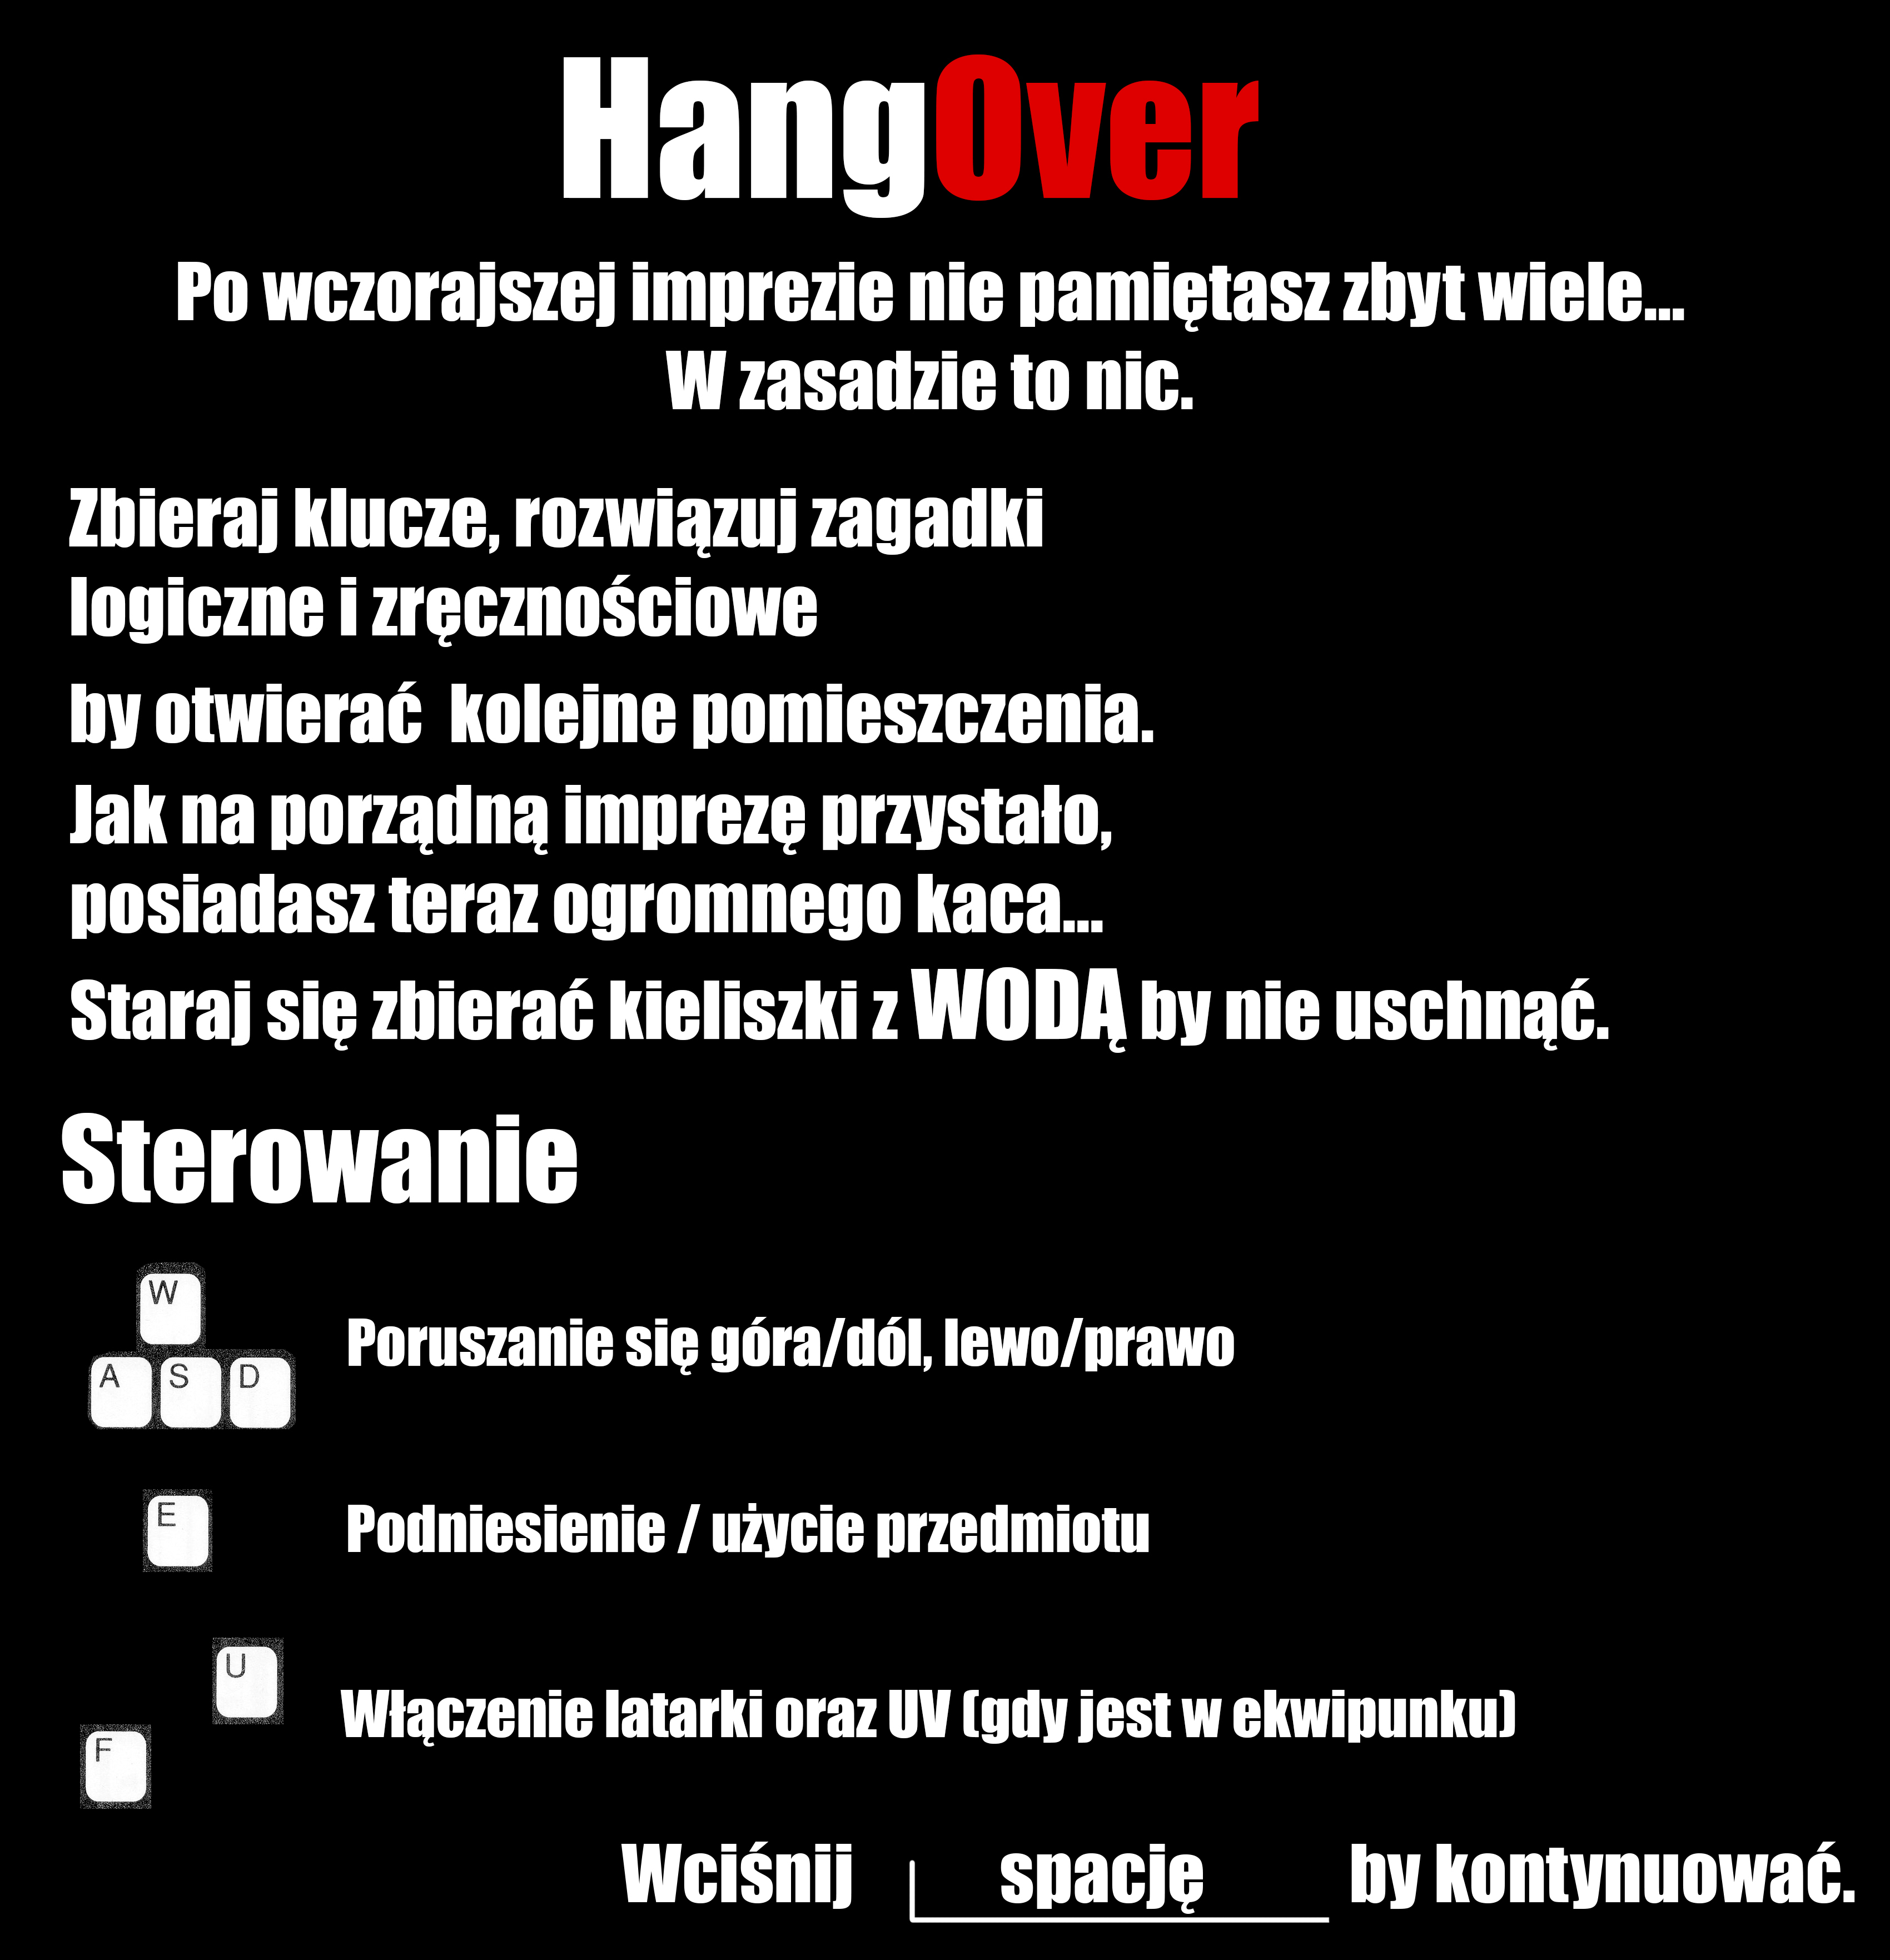 HangOver
Po wczorajszej imprezie nie pamiętasz zbyt wiele...
W zasadzie to nic.
Zbieraj klucze, rozwiązuj zagadki
logiczne i zręcznościowe
by otwierać  kolejne pomieszczenia.
Jak na porządną imprezę przystało,
posiadasz teraz ogromnego kaca...
Staraj się zbierać kieliszki z WODĄ by nie uschnąć.
Sterowanie
W
A S D
Poruszanie się góra/dól, lewo/prawo
E
Podniesienie / użycie przedmiotu
U
F
Włączenie latarki oraz UV (gdy jest w ekwipunku)
Wciśnij spację by kontynuować.